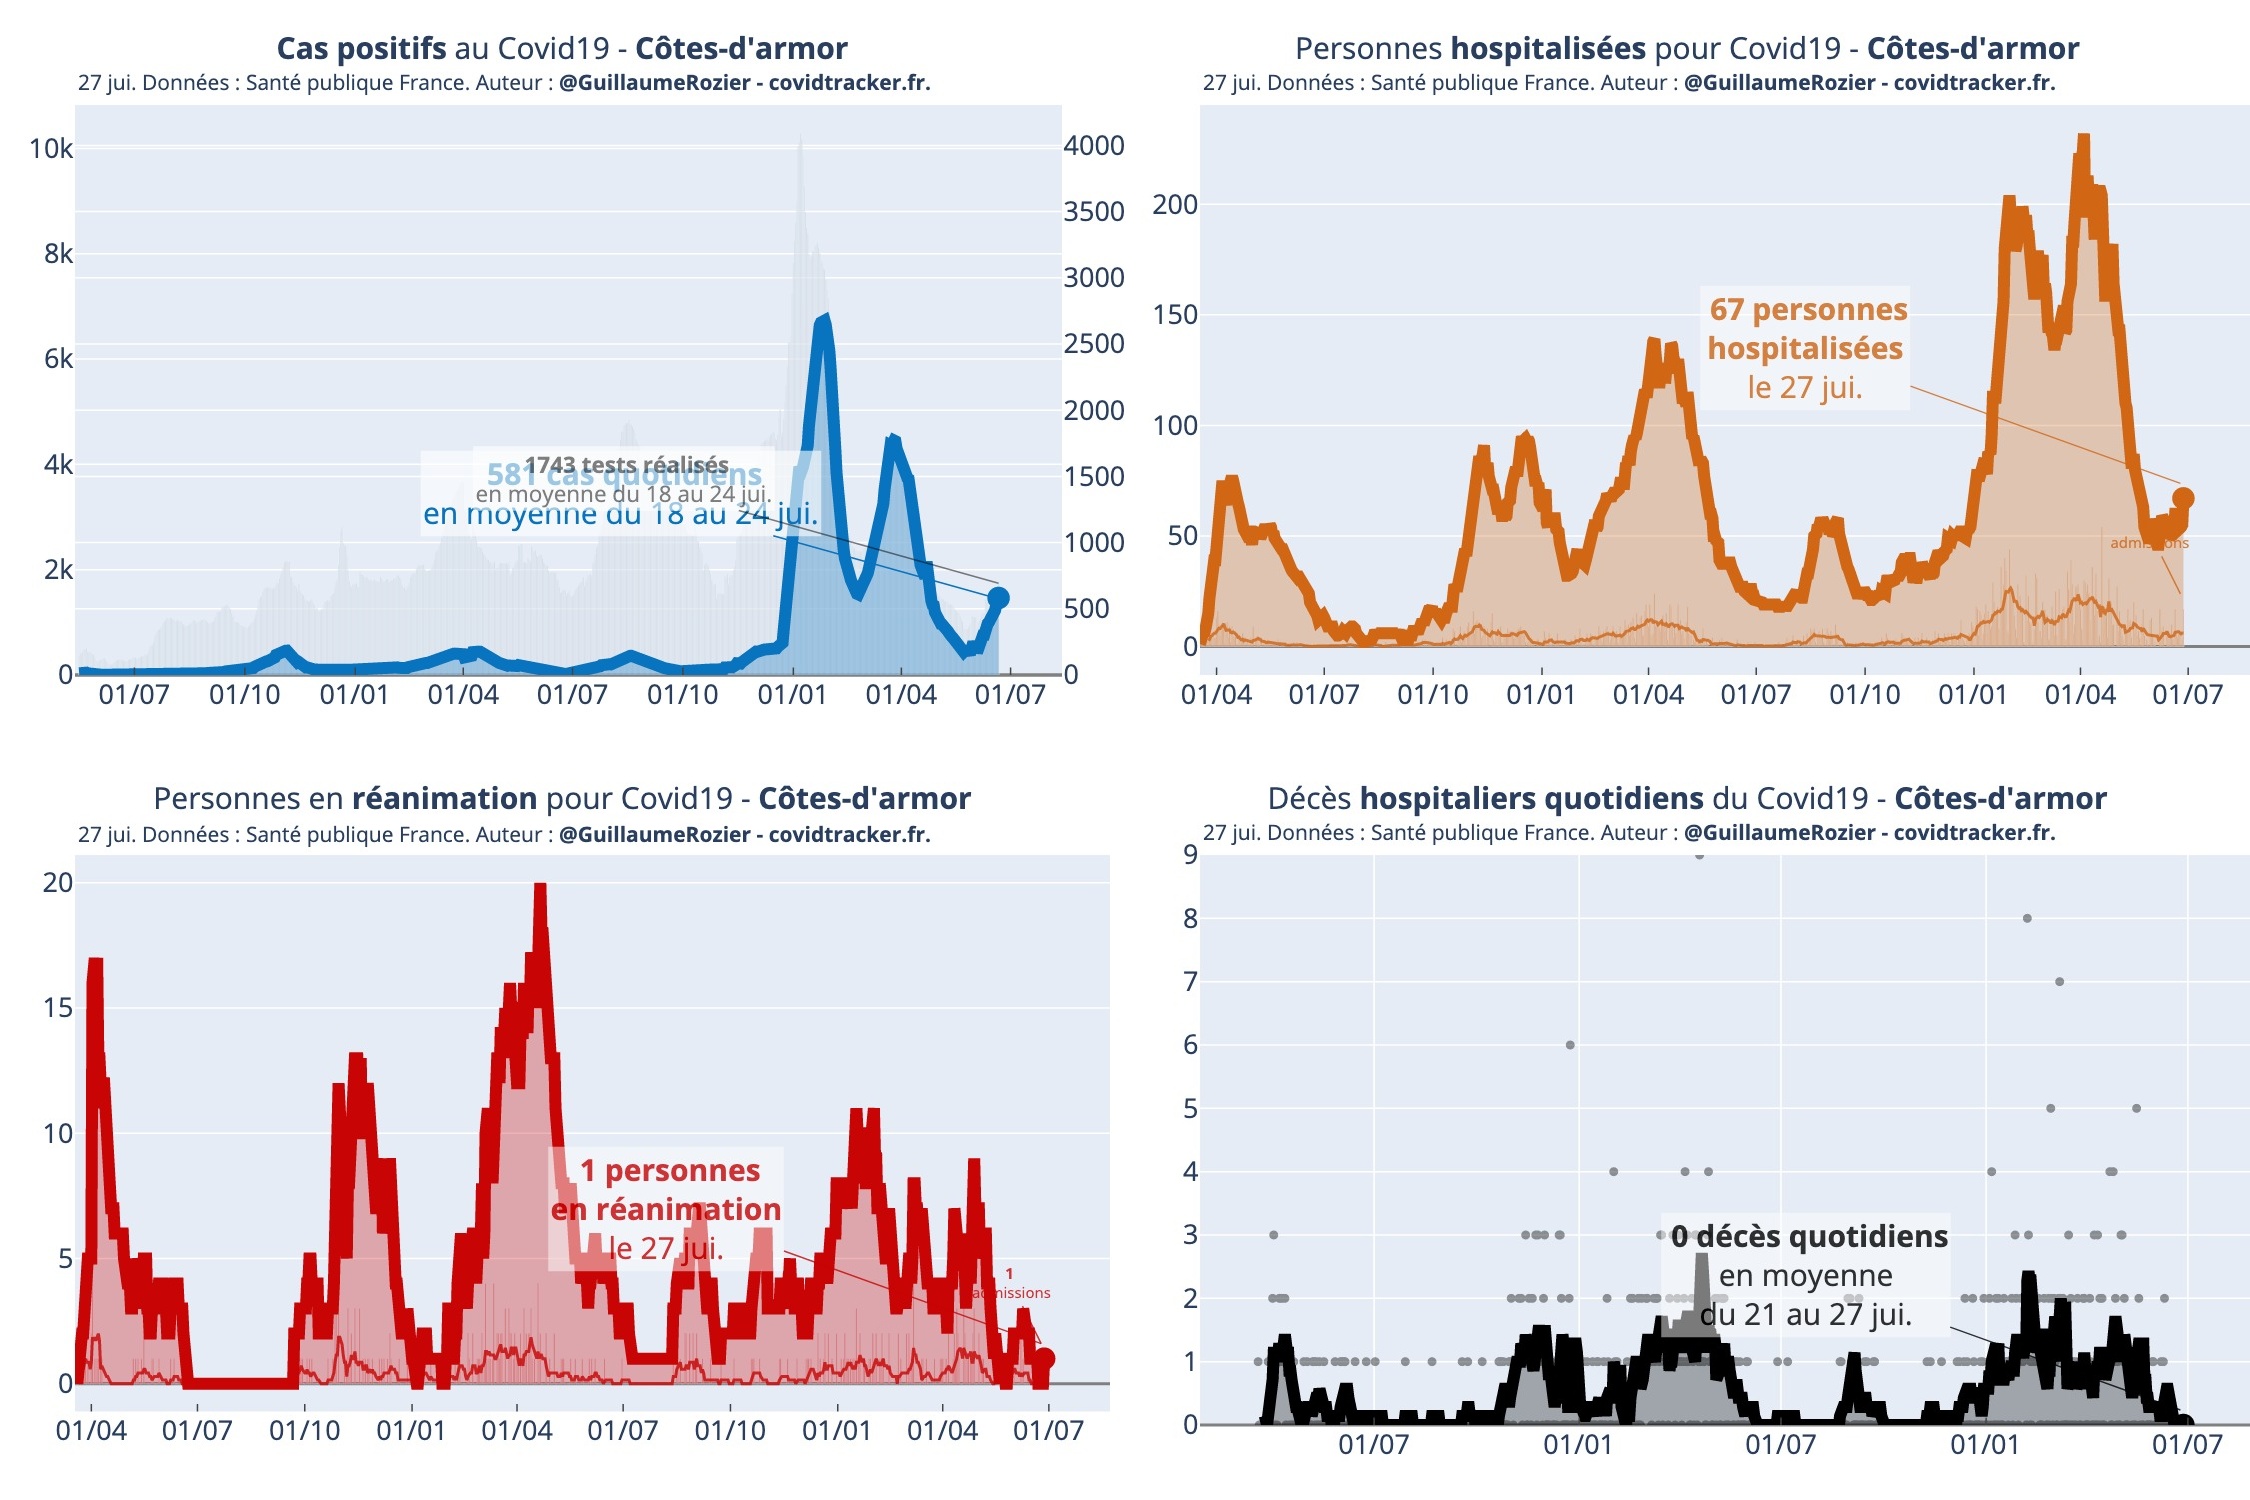 Cas positifs au Covid19 - Côtes-d'armor
27 jui. Données : Santé publique France. Auteur : @GuillaumeRozier - covidtracker.fr.
10k
8k
6k
4k
2k
0
4000
3500
3000
2500
2000
1500
1000
500
0
1743 tests réalisés
581 cas quotidiens
en moyenne du 18 au 24 jui.
en moyenne du 18 au 24 jui.
01/07 01/10 01/01 01/04 01/07 01/10 01/01 01/04 01/07
Personnes hospitalisées pour Covid19 - Côtes-d'armor
27 jui. Données : Santé publique France. Auteur : @GuillaumeRozier - covidtracker.fr.
200
150
100
50
0
67 personnes
hospitalisées
le 27 jui.
admissions
01/04 01/07 01/10 01/01 01/04 01/07 01/10 01/01 01/04 01/07
Personnes en réanimation pour Covid19 - Côtes-d'armor
27 jui. Données : Santé publique France. Auteur : @GuillaumeRozier - covidtracker.fr.
20
15
10
5
0
1 personnes
en réanimation
le 27 jui.
1
admissions
01/04 01/07 01/10 01/01 01/04 01/07 01/10 01/01 01/04 01/07
Décès hospitaliers quotidiens du Covid19 - Côtes-d'armor
27 jui. Données : Santé publique France. Auteur : @GuillaumeRozier - covidtracker.fr.
9
8
7
6
5
4
3
2
1
0
0 décès quotidiens
en moyenne
du 21 au 27 jui.
01/07 01/01 01/07 01/01 01/07